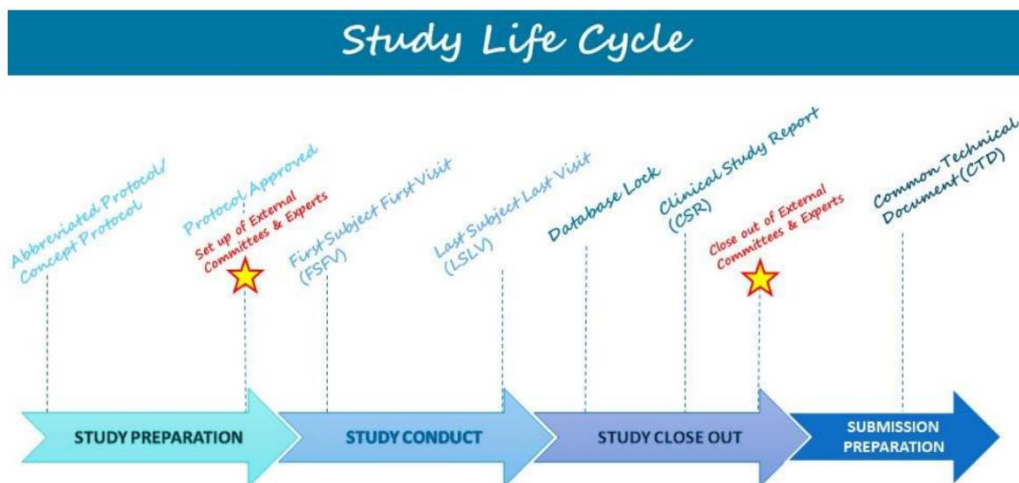 Study Life Cycle
Abbreviated Protocol/
Concept Protocol
Protocol Approved
Set up of External
Committees & Experts
First Subject First Visit
(FSFV)
Last Subject Last Visit
(LSLV)
Database Lock
Clinical Study Report
(CSR)
Close out of External
Committees & Experts
Common Technical
Document (CTD)
STUDY PREPARATION
STUDY CONDUCT
STUDY CLOSE OUT
SUBMISSION
PREPARATION